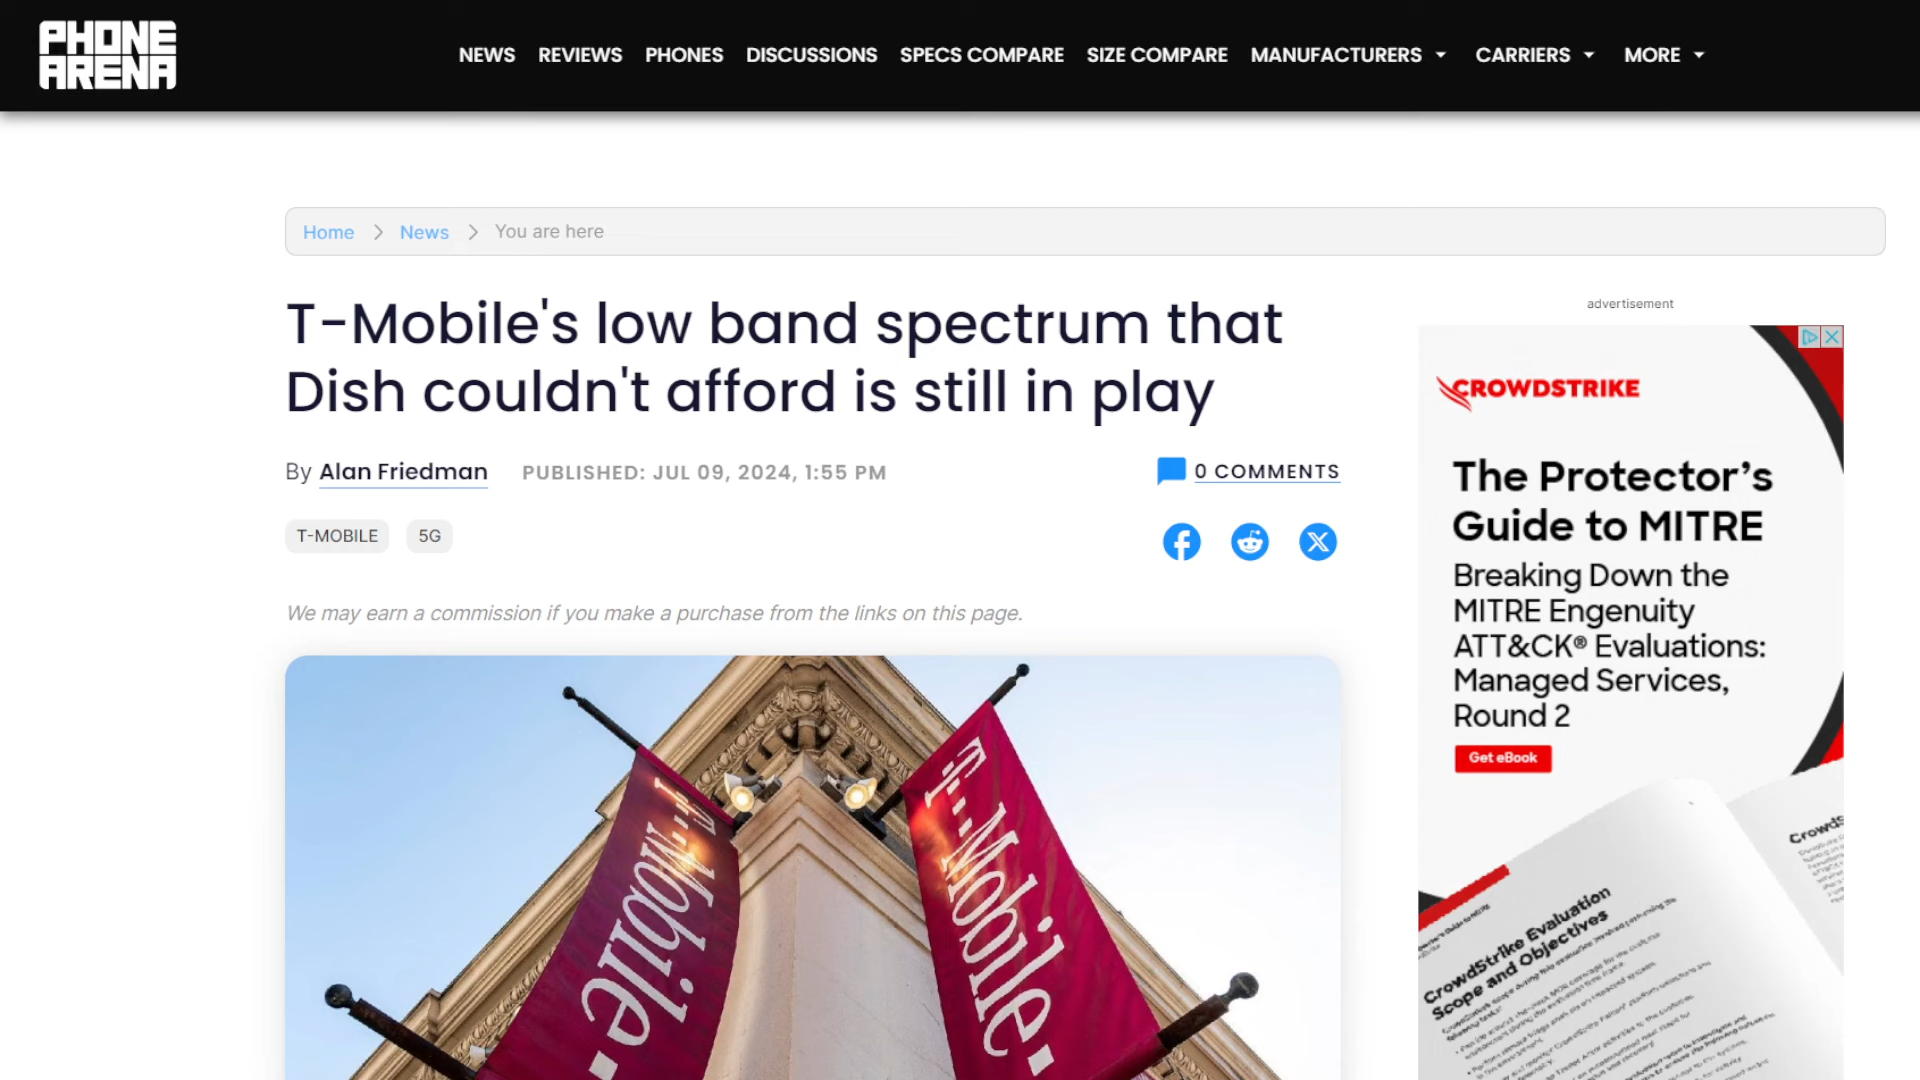 PHONE
ARENA
NEWS REVIEWS PHONES DISCUSSIONS SPECS COMPARE SIZE COMPARE MANUFACTURERS CARRIERS MORE
Home > News > You are here
T-Mobile's low band spectrum that
Dish couldn't afford is still in play
By Alan Friedman PUBLISHED: JUL 09, 2024, 1:55 PM
0 COMMENTS
T-MOBILE 5G
We may earn a commission if you make a purchase from the links on this page.
T-Mobile
T-Mobile
advertisement
CROWDSTRIKE
The Protector's
Guide to MITRE
Breaking Down the
MITRE Engenuity
ATT&CK® Evaluations:
Managed Services,
Round 2
Get eBook
CrowdStrike Evaluation
Scope and Objectives